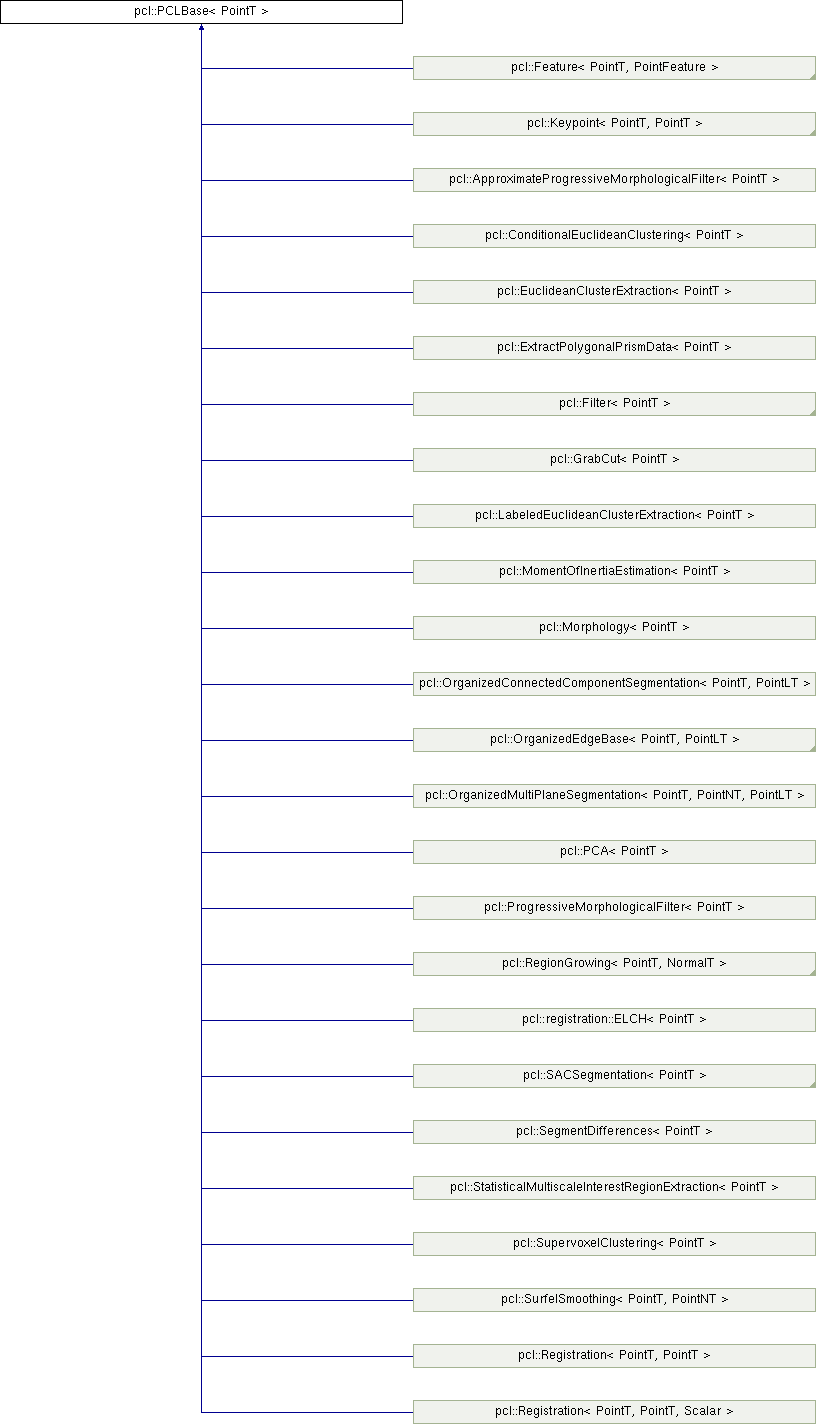 pcl::PCLBase< PointT >
pcl::Feature< PointT, PointFeature >
pcl::Keypoint< PointT, PointT >
pcl::ApproximateProgressiveMorphologicalFilter< PointT >
pcl::ConditionalEuclideanClustering< PointT >
pcl::EuclideanClusterExtraction< PointT >
pcl::ExtractPolygonalPrismData< PointT >
pcl::Filter< PointT >
pcl::GrabCut< PointT >
pcl::LabeledEuclideanClusterExtraction< PointT >
pcl::MomentOfInertiaEstimation< PointT >
pcl::Morphology< PointT >
pcl::OrganizedConnectedComponentSegmentation< PointT, PointLT >
pcl::OrganizedEdgeBase< PointT, PointLT >
pcl::OrganizedMultiPlaneSegmentation< PointT, PointNT, PointLT >
pcl::PCA< PointT >
pcl::ProgressiveMorphologicalFilter< PointT >
pcl::RegionGrowing< PointT, NormalT >
pcl::registration::ELCH< PointT >
pcl::SACSegmentation< PointT >
pcl::SegmentDifferences< PointT >
pcl::StatisticalMultiscaleInterestRegionExtraction< PointT >
pcl::SupervoxelClustering< PointT >
pcl::SurfelSmoothing< PointT, PointNT >
pcl::Registration< PointT, PointT >
pcl::Registration< PointT, PointT, Scalar >